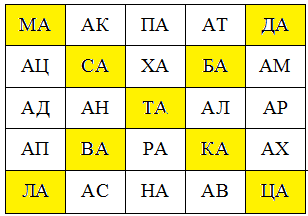 МА АК ПА АТ ДА
АЦ СА ХА БА АМ
АД АН ТА АЛ АР
АП ВА РА КА АХ
ЛА АС НА АВ ЦА